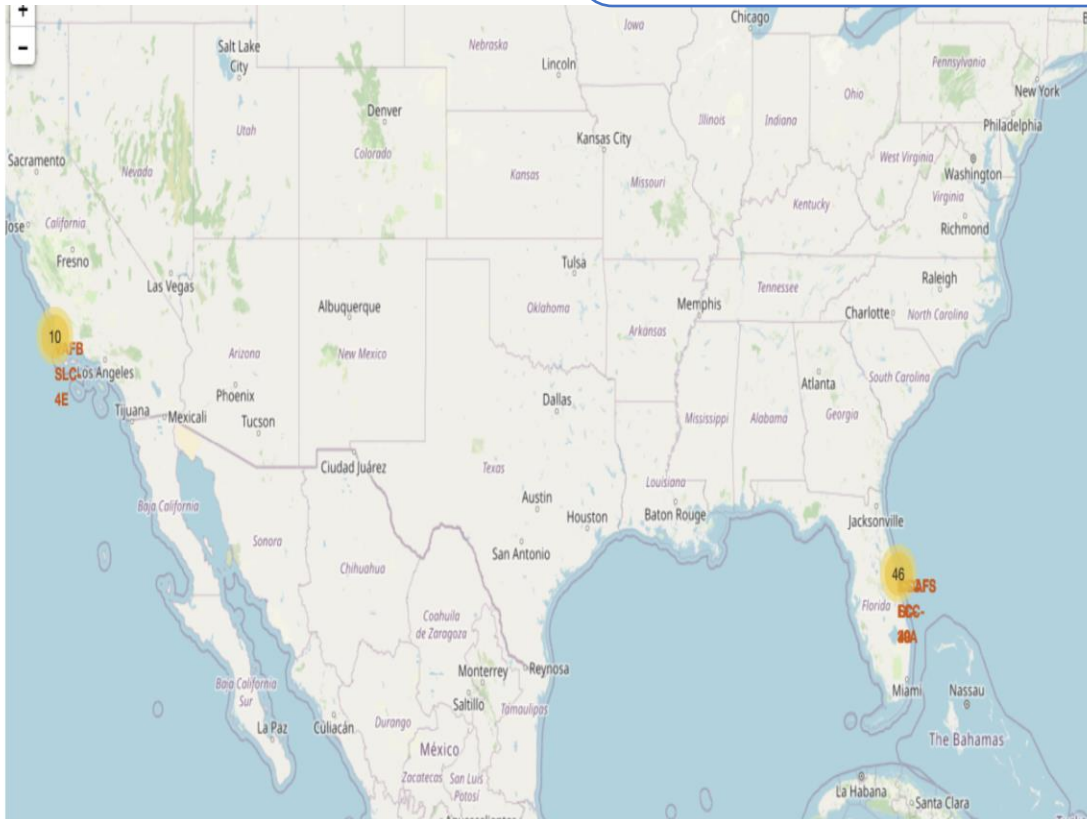 +
−
Chicago
Iowa
Nebraska
Salt Lake
City
Lincoln
Pennsylvania
New York
Ohio
Denver
Illinois
Indiana
Philadelphia
Utah
Kansas City
Sacramento
Colorado
West Virginia
Washington
Nevada
Kansas
Missouri
Virginia
Kentucky
Jose
California
Richmond
Fresno
Tulsa
Las Vegas
Raleigh
Tennessee
Albuquerque
Oklahoma
Memphis
Charlotte
North Carolina
10
Arkansas
AFB
Arizona
New Mexico
SLC-
Los Angeles
South Carolina
Atlanta
4E
Phoenix
Dallas
Tijuana
Mexicali
Tucson
Mississippi
Alabama
Georgia
Ciudad Juárez
Texas
Louisiana
Austin
Baja California
Houston
Baton Rouge
Jacksonville
Sonora
San Antonio
Chihuahua
46
AFS
Florida
Coahuila
de Zaragoza
Monterrey
Reynosa
Baja California
Sur
Miami
Nassau
Saltillo
Tamaulipas
La Paz
Culiacán
Durango
The Bahamas
México
Zacatecas
San Luis
Potosí
La Habana
Santa Clara